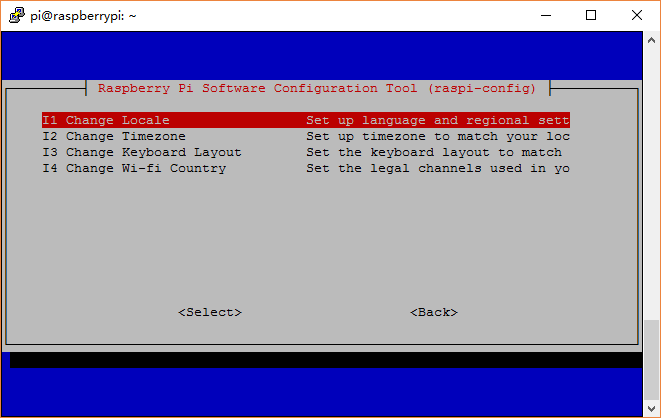 pi@raspberrypi: ~
Raspberry Pi Software Configuration Tool (raspi-config)
I1 Change Locale Set up language and regional sett
I2 Change Timezone Set up timezone to match your loc
I3 Change Keyboard Layout Set the keyboard layout to match
I4 Change Wi-fi Country Set the legal channels used in yo
<Select> <Back>